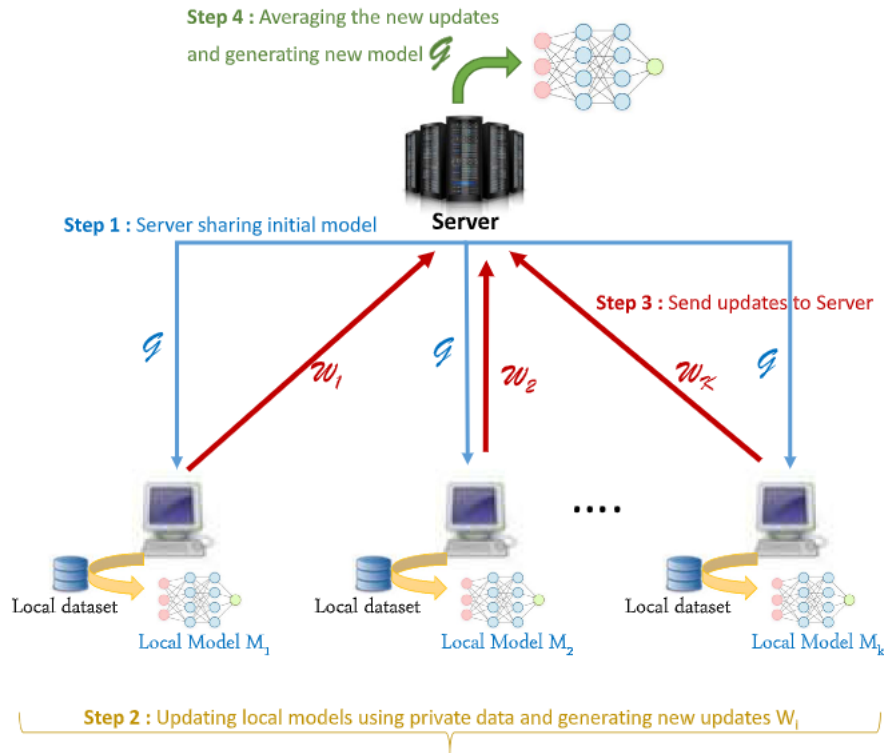 Step 4 : Averaging the new updates
and generating new model 𝒢
Server
Step 1 : Server sharing initial model
Step 3 : Send updates to Server
𝒢
𝒲1
𝒢
𝒲2
𝒲𝒦
𝒢
....
Local dataset
Local Model M1
Local dataset
Local Model M2
Local dataset
Local Model Mk
Step 2 : Updating local models using private data and generating new updates Wi